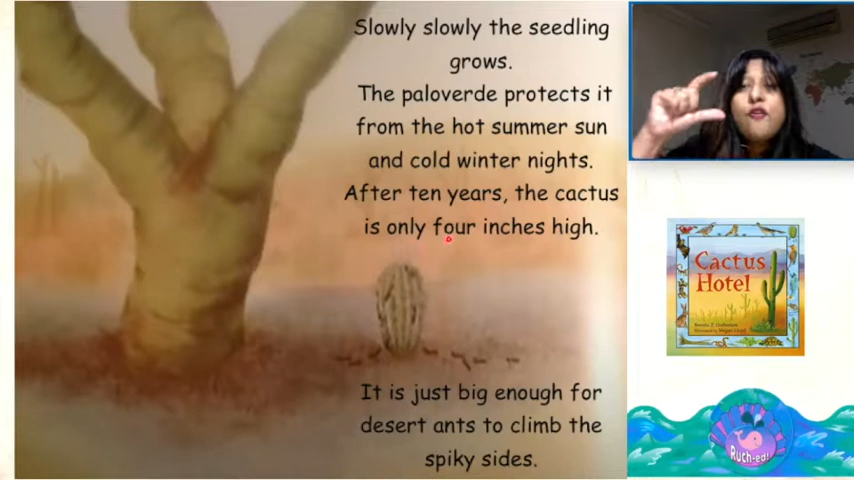 Slowly slowly the seedling
grows.
The paloverde protects it
from the hot summer sun
and cold winter nights.
After ten years, the cactus
is only four inches high.
It is just big enough for
desert ants to climb the
spiky sides.
Cactus
Hotel
Ruch-ed!